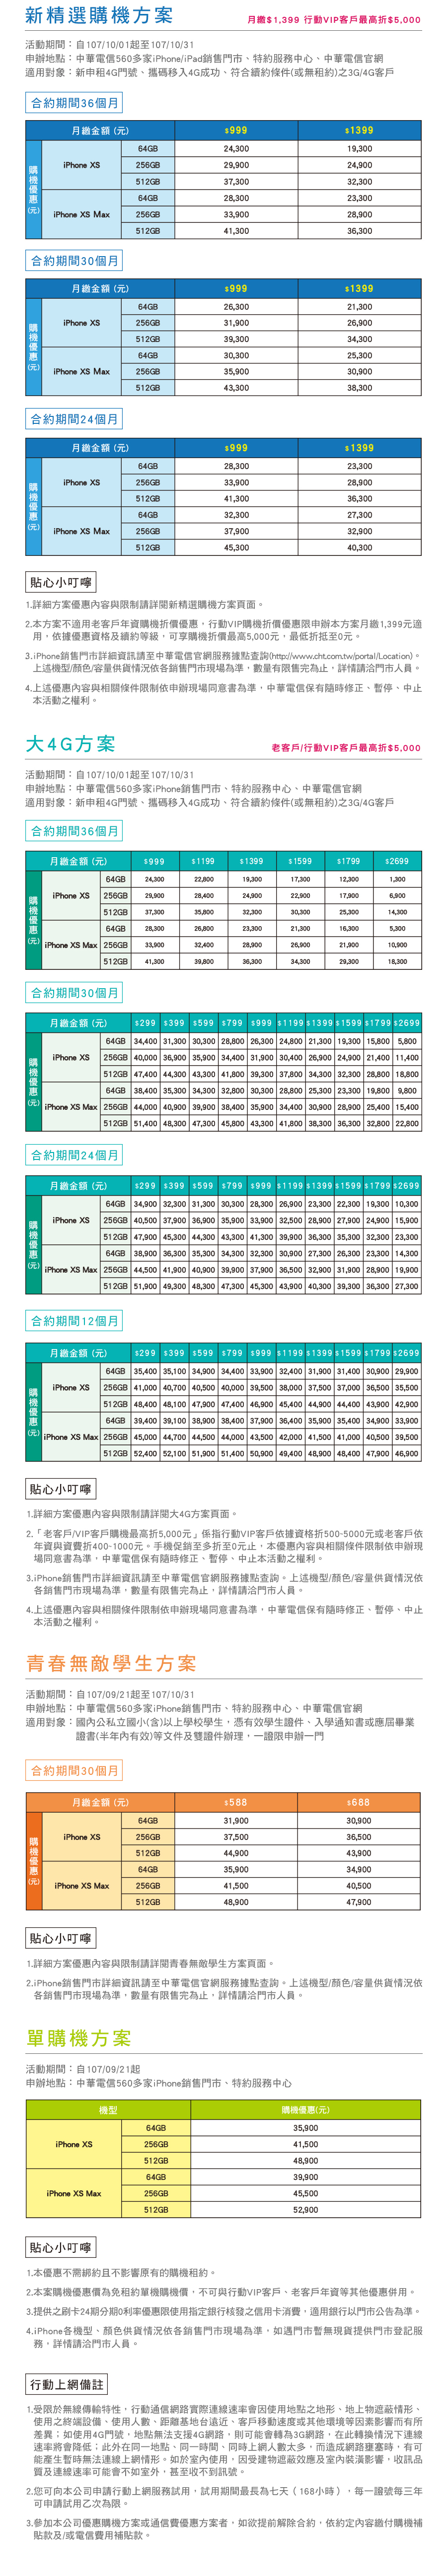 新精選購機方案 月繳$1,399 行動VIP客戶最高折$5,000
活動期間：自107/10/01起至107/10/31
申辦地點：中華電信560多家iPhone/iPad銷售門市、特約服務中心、中華電信官網
適用對象：新申租4G門號、攜碼移入4G成功、符合續約條件(或無租約)之3G/4G客戶
合約期間36個月
月繳金額 (元) $999 $1399
購機優惠(元)
iPhone XS 64GB 24,300 19,300
256GB 29,900 24,900
512GB 37,300 32,300
iPhone XS Max 64GB 28,300 23,300
256GB 33,900 28,900
512GB 41,300 36,300
合約期間30個月
月繳金額 (元) $999 $1399
購機優惠(元)
iPhone XS 64GB 26,300 21,300
256GB 31,900 26,900
512GB 39,300 34,300
iPhone XS Max 64GB 30,300 25,300
256GB 35,900 30,900
512GB 43,300 38,300
合約期間24個月
月繳金額 (元) $999 $1399
購機優惠(元)
iPhone XS 64GB 28,300 23,300
256GB 33,900 28,900
512GB 41,300 36,300
iPhone XS Max 64GB 32,300 27,300
256GB 37,900 32,900
512GB 45,300 40,300
貼心小叮嚀
1.詳細方案優惠內容與限制請詳閱新精選購機方案頁面。
2.本方案不適用老客戶年資購機折價優惠，行動VIP購機折價優惠限申辦本方案月繳1,399元適
用，依據優惠資格及續約等級，可享購機折價最高5,000元，最低折抵至0元。
3.iPhone銷售門市詳細資訊請至中華電信官網服務據點查詢(http://www.cht.com.tw/portal/Location)。
上述機型/顏色/容量供貨情況依各銷售門市現場為準，數量有限售完為止，詳情請洽門市人員。
4.上述優惠內容與相關條件限制依申辦現場同意書為準，中華電信保有隨時修正、暫停、中止
本活動之權利。
大4G方案 老客戶/行動VIP客戶最高折$5,000
活動期間：自107/10/01起至107/10/31
申辦地點：中華電信560多家iPhone銷售門市、特約服務中心、中華電信官網
適用對象：新申租4G門號、攜碼移入4G成功、符合續約條件(或無租約)之3G/4G客戶
合約期間36個月
月繳金額 (元) $999 $1199 $1399 $1599 $1799 $2699
購機優惠(元)
iPhone XS 64GB 24,300 22,800 19,300 17,300 12,300 1,300
256GB 29,900 28,400 24,900 22,900 17,900 6,900
512GB 37,300 35,800 32,300 30,300 25,300 14,300
iPhone XS Max 64GB 28,300 26,800 23,300 21,300 16,300 5,300
256GB 33,900 32,400 28,900 26,900 21,900 10,900
512GB 41,300 39,800 36,300 34,300 29,300 18,300
合約期間30個月
月繳金額 (元) $299 $399 $599 $799 $999 $1199 $1399 $1599 $1799 $2699
購機優惠(元)
iPhone XS 64GB 34,400 31,300 30,300 28,800 26,300 24,800 21,300 19,300 15,800 5,800
256GB 40,000 36,900 35,900 34,400 31,900 30,400 26,900 24,900 21,400 11,400
512GB 47,400 44,300 43,300 41,800 39,300 37,800 34,300 32,300 28,800 18,800
iPhone XS Max 64GB 38,400 35,300 34,300 32,800 30,300 28,800 25,300 23,300 19,800 9,800
256GB 44,000 40,900 39,900 38,400 35,900 34,400 30,900 28,900 25,400 15,400
512GB 51,400 48,300 47,300 45,800 43,300 41,800 38,300 36,300 32,800 22,800
合約期間24個月
月繳金額 (元) $299 $399 $599 $799 $999 $1199 $1399 $1599 $1799 $2699
購機優惠(元)
iPhone XS 64GB 34,900 32,300 31,300 30,300 28,300 26,900 23,300 22,300 19,300 10,300
256GB 40,500 37,900 36,900 35,900 33,900 32,500 28,900 27,900 24,900 15,900
512GB 47,900 45,300 44,300 43,300 41,300 39,900 36,300 35,300 32,300 23,300
iPhone XS Max 64GB 38,900 36,300 35,300 34,300 32,300 30,900 27,300 26,300 23,300 14,300
256GB 44,500 41,900 40,900 39,900 37,900 36,500 32,900 31,900 28,900 19,900
512GB 51,900 49,300 48,300 47,300 45,300 43,900 40,300 39,300 36,300 27,300
合約期間12個月
月繳金額 (元) $299 $399 $599 $799 $999 $1199 $1399 $1599 $1799 $2699
購機優惠(元)
iPhone XS 64GB 35,400 35,100 34,900 34,400 33,900 32,400 31,900 31,400 30,900 29,900
256GB 41,000 40,700 40,500 40,000 39,500 38,000 37,500 37,000 36,500 35,500
512GB 48,400 48,100 47,900 47,400 46,900 45,400 44,900 44,400 43,900 42,900
iPhone XS Max 64GB 39,400 39,100 38,900 38,400 37,900 36,400 35,900 35,400 34,900 33,900
256GB 45,000 44,700 44,500 44,000 43,500 42,000 41,500 41,000 40,500 39,500
512GB 52,400 52,100 51,900 51,400 50,900 49,400 48,900 48,400 47,900 46,900
貼心小叮嚀
1.詳細方案優惠內容與限制請詳閱大4G方案頁面。
2.「老客戶/VIP客戶購機最高折5,000元」係指行動VIP客戶依據資格折500-5000元或老客戶依
年資與資費折400-1000元。手機促銷至多折至0元止，本優惠內容與相關條件限制依申辦現
場同意書為準，中華電信保有隨時修正、暫停、中止本活動之權利。
3.iPhone銷售門市詳細資訊請至中華電信官網服務據點查詢。上述機型/顏色/容量供貨情況依
各銷售門市現場為準，數量有限售完為止，詳情請洽門市人員。
4.上述優惠內容與相關條件限制依申辦現場同意書為準，中華電信保有隨時修正、暫停、中止
本活動之權利。
青春無敵學生方案
活動期間：自107/09/21起至107/10/31
申辦地點：中華電信560多家iPhone銷售門市、特約服務中心、中華電信官網
適用對象：國內公私立國小(含)以上學校學生，憑有效學生證件、入學通知書或應屆畢業
證書(半年內有效)等文件及雙證件辦理，一證限申辦一門
合約期間30個月
月繳金額 (元) $588 $688
購機優惠(元)
iPhone XS 64GB 31,900 30,900
256GB 37,500 36,500
512GB 44,900 43,900
iPhone XS Max 64GB 35,900 34,900
256GB 41,500 40,500
512GB 48,900 47,900
貼心小叮嚀
1.詳細方案優惠內容與限制請詳閱青春無敵學生方案頁面。
2.iPhone銷售門市詳細資訊請至中華電信官網服務據點查詢。上述機型/顏色/容量供貨情況依
各銷售門市現場為準，數量有限售完為止，詳情請洽門市人員。
單購機方案
活動期間：自107/09/21起
申辦地點：中華電信560多家iPhone銷售門市、特約服務中心
機型 購機優惠(元)
iPhone XS 64GB 35,900
256GB 41,500
512GB 48,900
iPhone XS Max 64GB 39,900
256GB 45,500
512GB 52,900
貼心小叮嚀
1.本優惠不需綁約且不影響原有的購機租約。
2.本案購機優惠價為免租約單機購機價，不可與行動VIP客戶、老客戶年資等其他優惠併用。
3.提供之刷卡24期分期0利率優惠限使用指定銀行核發之信用卡消費，適用銀行以門市公告為準。
4.iPhone各機型、顏色供貨情況依各銷售門市現場為準，如遇門市暫無現貨提供門市登記服
務，詳情請洽門市人員。
行動上網備註
1.受限於無線傳輸特性，行動通信網路實際連線速率會因使用地點之地形、地上物遮蔽情形、
使用之終端設備、使用人數、距離基地台遠近、客戶移動速度或其他環境等因素影響而有所
差異；如使用4G門號，地點無法支援4G網路，則可能會轉為3G網路，在此轉換情況下連線
速率將會降低；此外在同一地點、同一時間、同時上網人數太多，而造成網路壅塞時，有可
能產生暫時無法連線上網情形。如於室內使用，因受建物遮蔽效應及室內裝潢影響，收訊品
質及連線速率可能會不如室外，甚至收不到訊號。
2.您可向本公司申請行動上網服務試用，試用期間最長為七天（168小時），每一證號每三年
可申請試用乙次為限。
3.參加本公司優惠購機方案或通信費優惠方案者，如欲提前解除合約，依約定內容繳付購機補
貼款及/或電信費用補貼款。